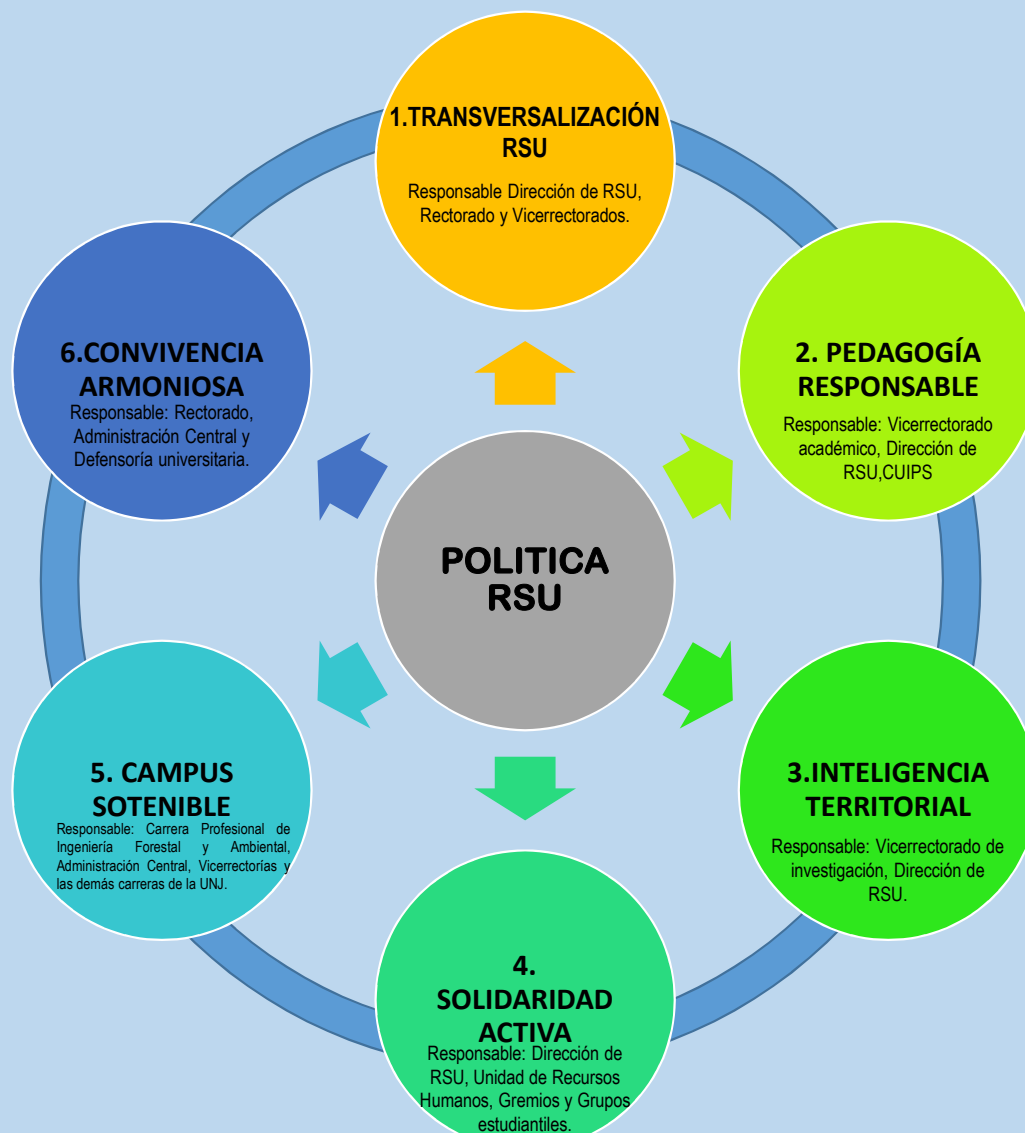 1.TRANSVERSALIZACIÓN
RSU
Responsable Dirección de RSU,
Rectorado y Vicerrectorados.
2. PEDAGOGÍA
RESPONSABLE
Responsable: Vicerrectorado
académico, Dirección de
RSU,CUIPS
3.INTELIGENCIA
TERRITORIAL
Responsable: Vicerrectorado de
investigación, Dirección de
RSU.
4.
SOLIDARIDAD
ACTIVA
Responsable: Dirección de
RSU, Unidad de Recursos
Humanos, Gremios y Grupos
estudiantiles.
5. CAMPUS
SOTENIBLE
Responsable: Carrera Profesional de
Ingeniería Forestal y Ambiental,
Administración Central, Vicerrectorías y
las demás carreras de la UNJ.
6.CONVIVENCIA
ARMONIOSA
Responsable: Rectorado,
Administración Central y
Defensoría universitaria.
POLITICA
RSU